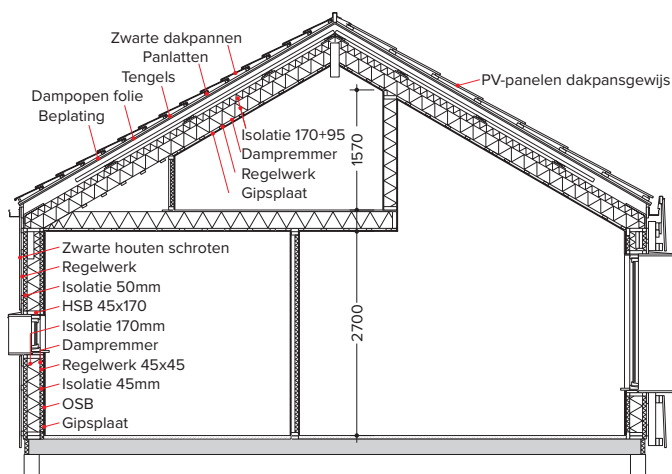 Zwarte dakpannen
Panlatten
Tengels
Dampopen folie
Beplating
PV-panelen dakpansgewijs
Isolatie 170+95
Dampremmer
Regelwerk
Gipsplaat
1570
Zwarte houten schroten
Regelwerk
Isolatie 50mm
HSB 45x170
Isolatie 170mm
Dampremmer
Regelwerk 45x45
Isolatie 45mm
OSB
Gipsplaat
2700